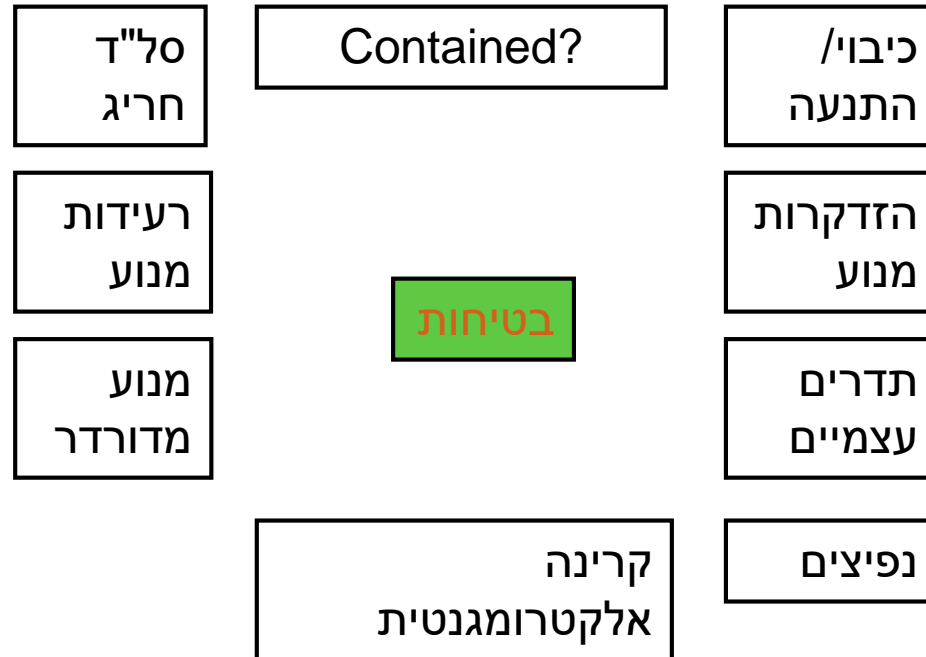 כיבוי/
התנעה
Contained?
סל"ד
חריג
הזדקרות
מנוע
רעידות
מנוע
בטיחות
תדרים
עצמיים
מנוע
מדורדר
נפיצים
קרינה
אלקטרומגנטית